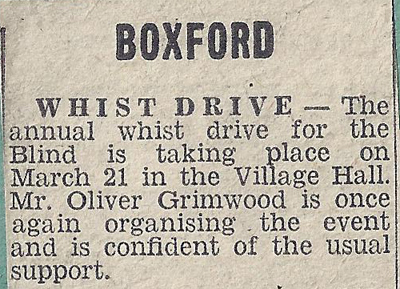 BOXFORD
WHIST DRIVE — The
annual whist drive for the
Blind is taking place on
March 21 in the Village Hall.
Mr. Oliver Grimwood is once
again organising the event
and is confident of the usual
support.